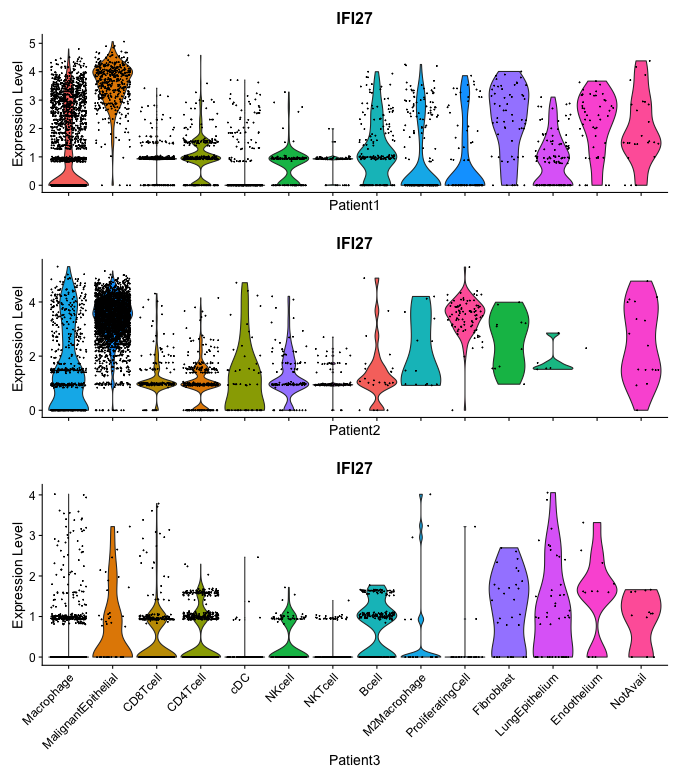 IFI27
Expression Level
5
4
3
2
1
0
Patient1
IFI27
Expression Level
4
2
0
Patient2
IFI27
Expression Level
4
3
2
1
0
Macrophage
MalignantEpithelial
CD8Tcell
CD4Tcell
cDC
NKcell
NKTcell
Bcell
M2Macrophage
ProliferatingCell
Fibroblast
LungEpithelium
Endothelium
NotAvail
Patient3